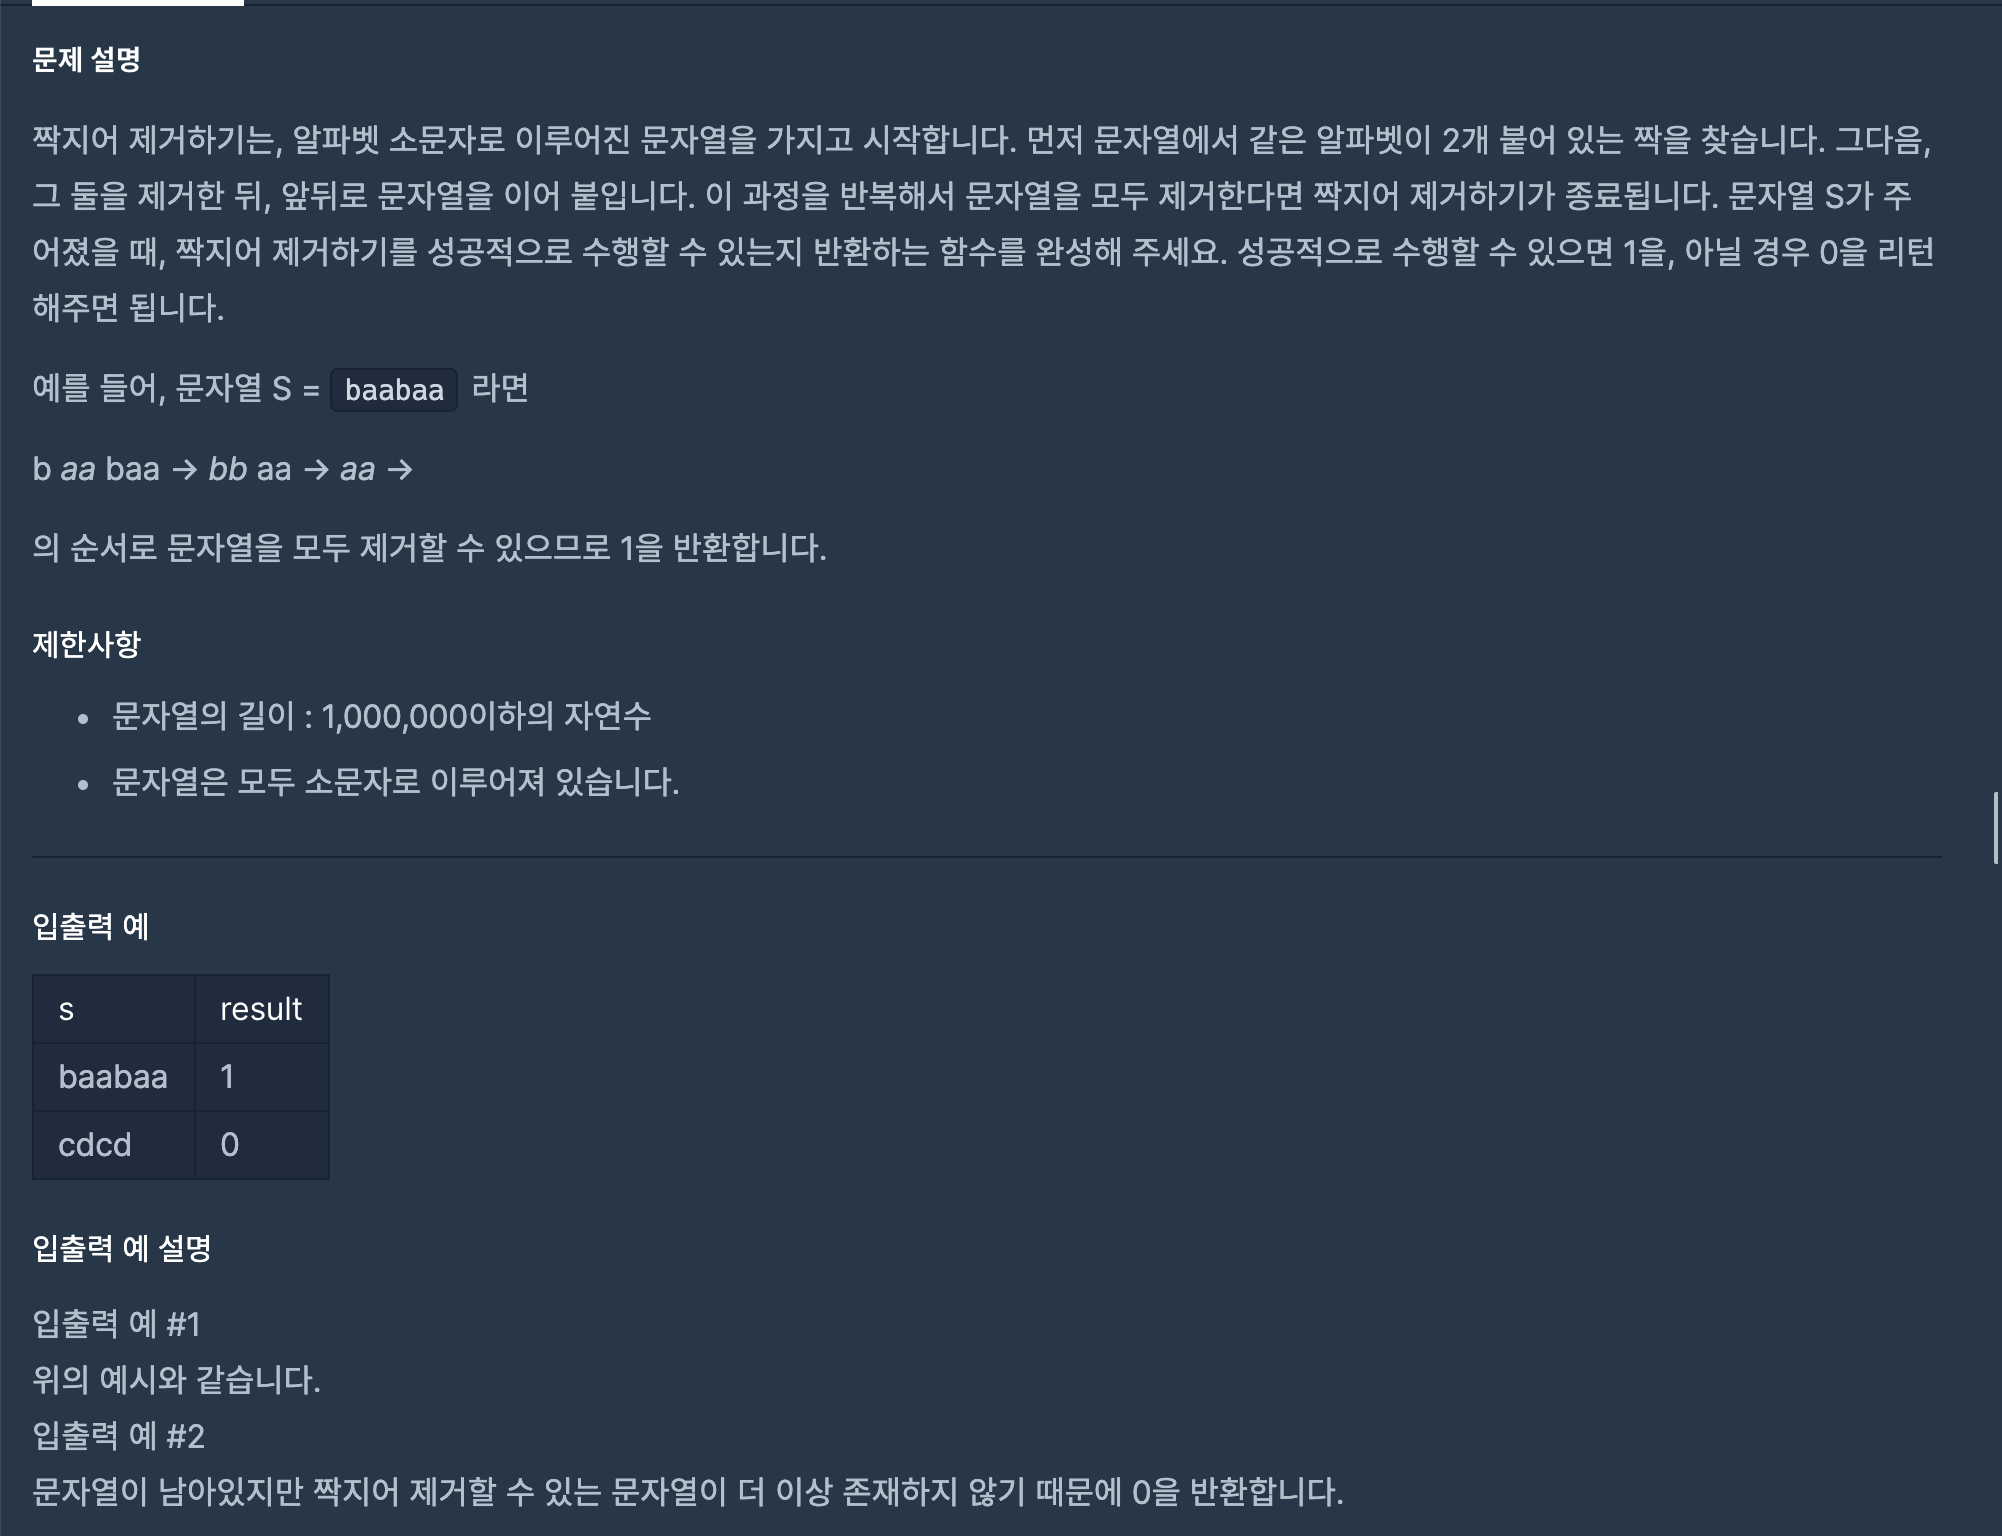 문제 설명
짝지어 제거하기는, 알파벳 소문자로 이루어진 문자열을 가지고 시작합니다. 먼저 문자열에서 같은 알파벳이 2개 붙어 있는 짝을 찾습니다. 그다음,
그 둘을 제거한 뒤, 앞뒤로 문자열을 이어 붙입니다. 이 과정을 반복해서 문자열을 모두 제거한다면 짝지어 제거하기가 종료됩니다. 문자열 S가 주
어졌을 때, 짝지어 제거하기를 성공적으로 수행할 수 있는지 반환하는 함수를 완성해 주세요. 성공적으로 수행할 수 있으면 1을, 아닐 경우 0을 리턴
해주면 됩니다.
예를 들어, 문자열 S = baabaa 라면
b aa baa → bb aa → aa →
의 순서로 문자열을 모두 제거할 수 있으므로 1을 반환합니다.
제한사항
• 문자열의 길이 : 1,000,000이하의 자연수
• 문자열은 모두 소문자로 이루어져 있습니다.
입출력 예
s result
baabaa 1
cdcd 0
입출력 예 설명
입출력 예 #1
위의 예시와 같습니다.
입출력 예 #2
문자열이 남아있지만 짝지어 제거할 수 있는 문자열이 더 이상 존재하지 않기 때문에 0을 반환합니다.